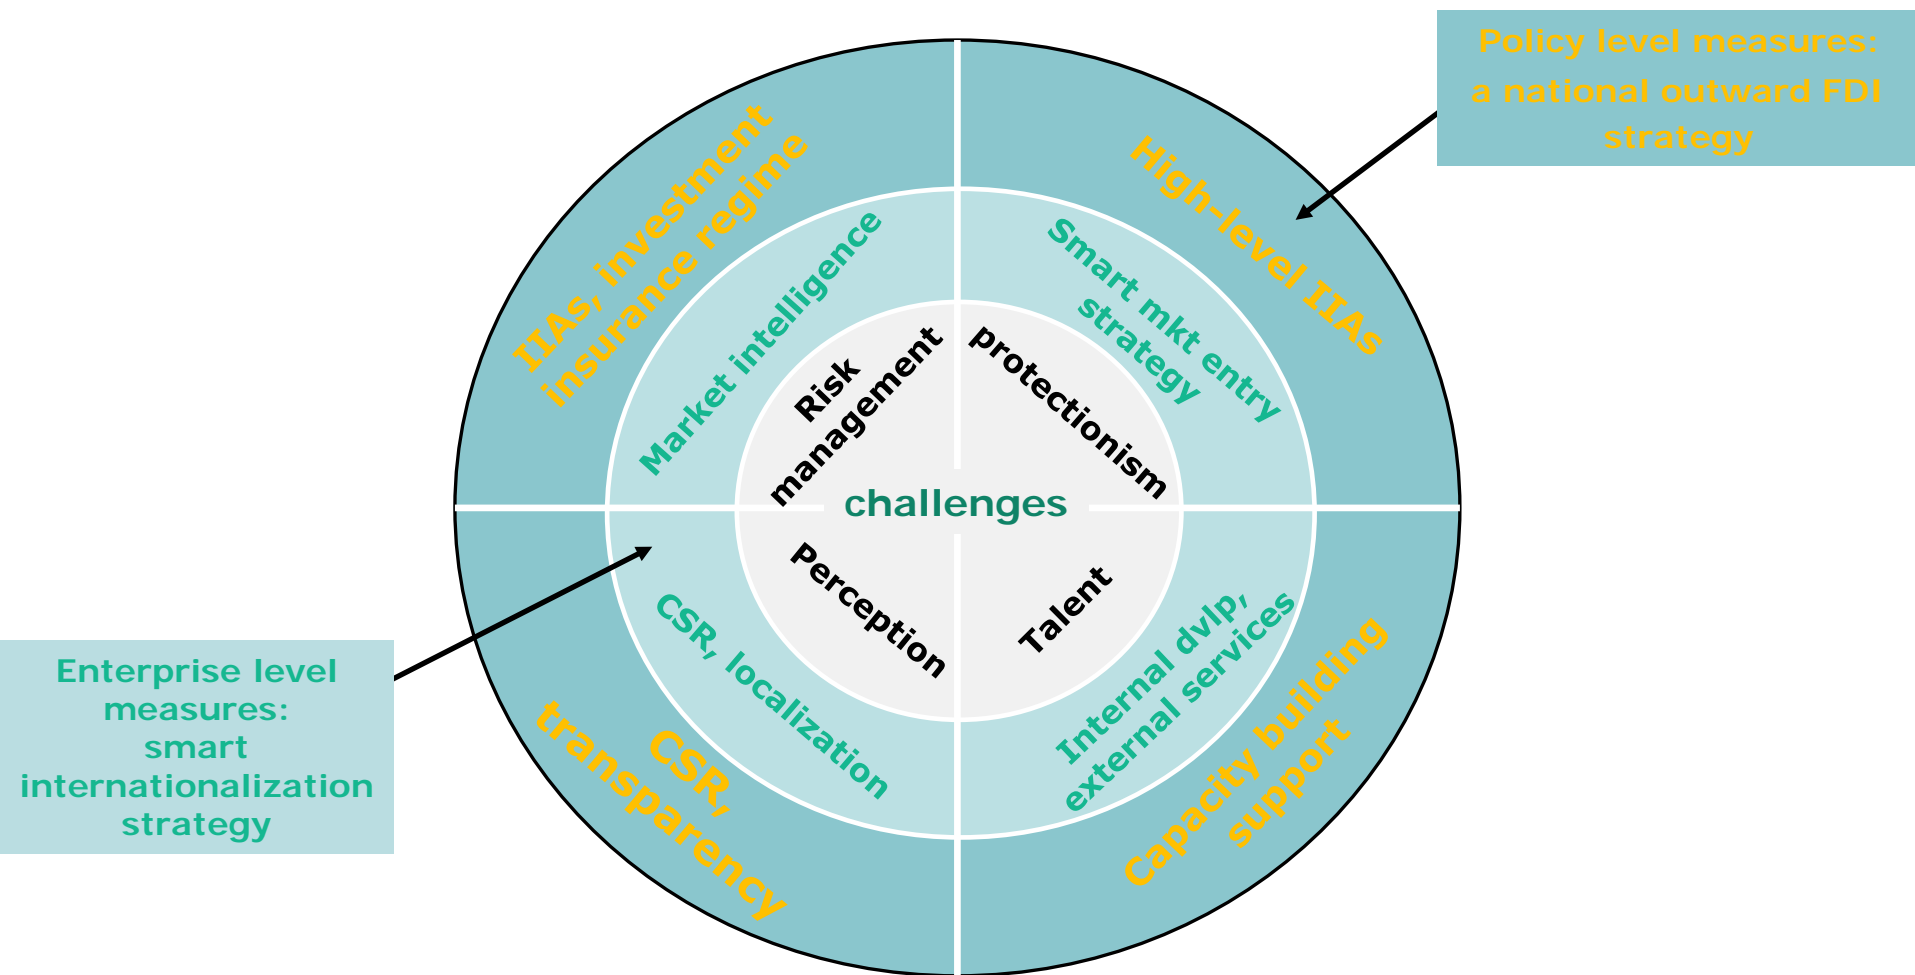 Policy level measures:
a national outward FDI
strategy
IIAs, investment
insurance regime
High-level IIAs
Market intelligence
Smart mkt entry
strategy
Risk
management
protectionism
challenges
Perception
Talent
CSR, localization
Internal dvlp,
external services
CSR,
transparency
Capacity building
support
Enterprise level
measures:
smart
internationalization
strategy